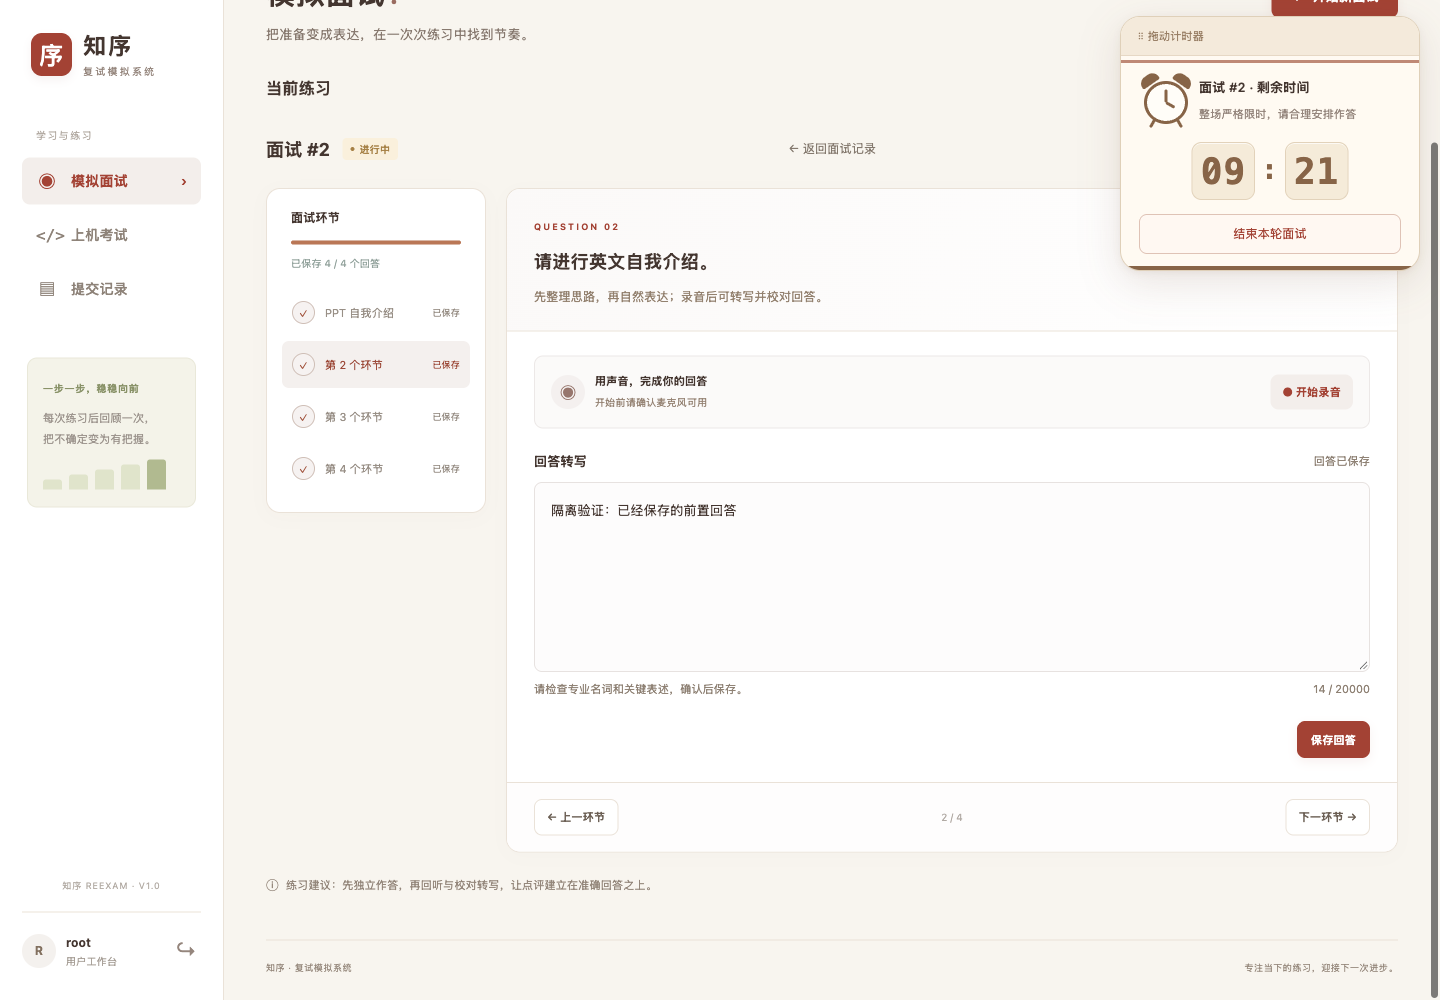 序
知序
复试模拟系统
学习与练习
模拟面试
›
</> 上机考试
提交记录
一步一步，稳稳向前
每次练习后回顾一次，
把不确定变为有把握。
知序 REEXAM · V1.0
R
root
用户工作台
模拟面试.
把准备变成表达，在一次次练习中找到节奏。
当前练习
面试 #2
• 进行中
← 返回面试记录
面试环节
已保存 4 / 4 个回答
✓ PPT 自我介绍 已保存
✓ 第 2 个环节 已保存
✓ 第 3 个环节 已保存
✓ 第 4 个环节 已保存
QUESTION 02
请进行英文自我介绍。
先整理思路，再自然表达；录音后可转写并校对回答。
用声音，完成你的回答
开始前请确认麦克风可用
开始录音
回答转写
回答已保存
隔离验证：已经保存的前置回答
请检查专业名词和关键表述，确认后保存。
14 / 20000
保存回答
← 上一环节
2 / 4
下一环节 →
拖动计时器
面试 #2 · 剩余时间
整场严格限时，请合理安排作答
09 : 21
结束本轮面试
ⓘ 练习建议：先独立作答，再回听与校对转写，让点评建立在准确回答之上。
知序 · 复试模拟系统
专注当下的练习，迎接下一次进步。